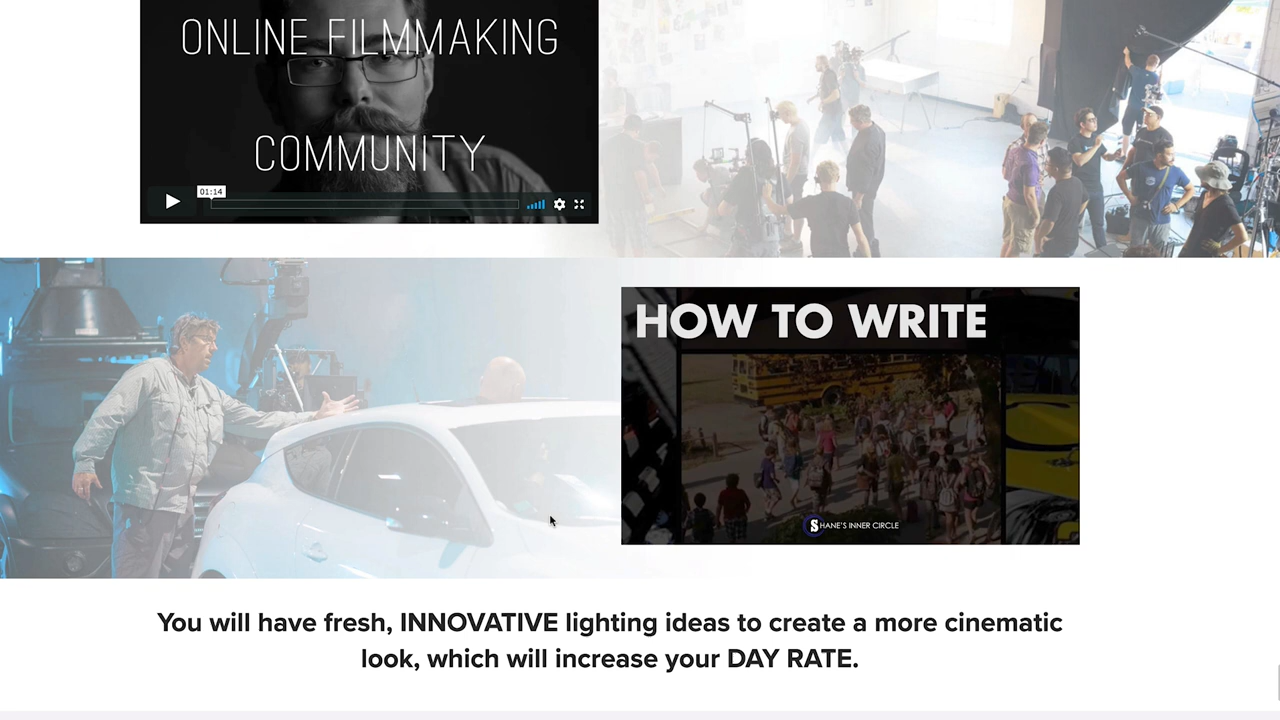 ONLINE FILMMAKING
COMMUNITY
01:14
HOW TO WRITE
SHANE'S INNER CIRCLE
You will have fresh, INNOVATIVE lighting ideas to create a more cinematic
look, which will increase your DAY RATE.